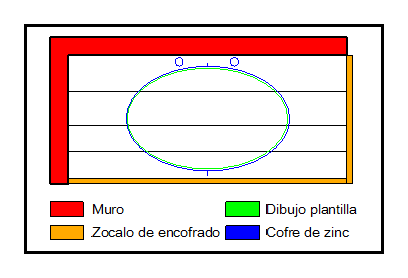 Muro
Dibujo plantilla
Zocalo de encofrado
Cofre de zinc